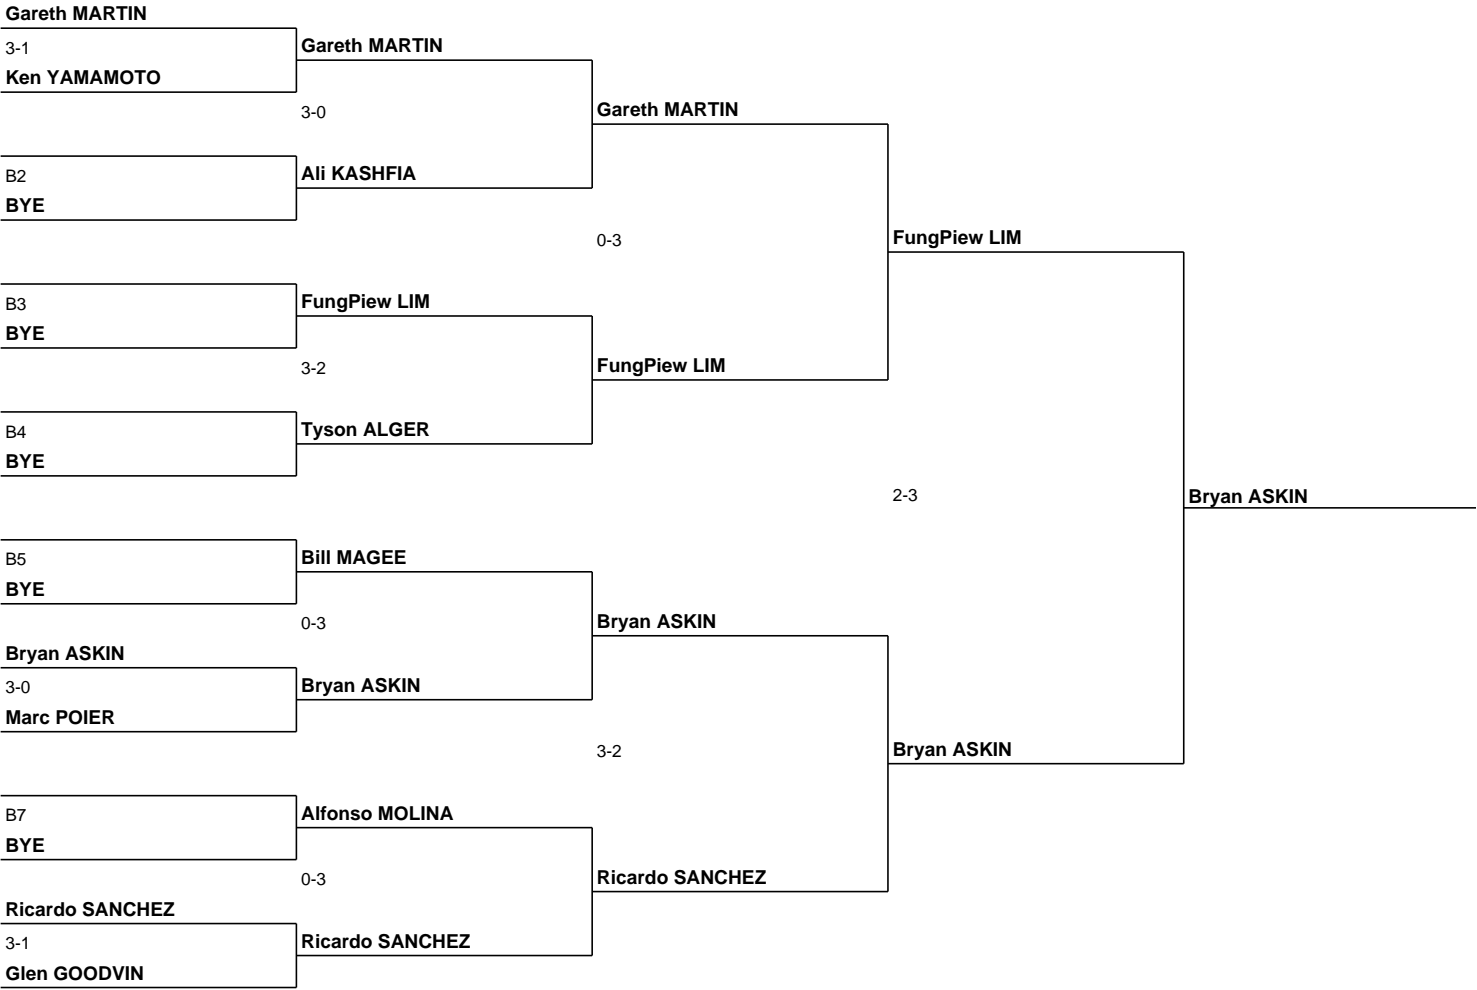 Gareth MARTIN
3-1
Ken YAMAMOTO
B2
BYE
B3
BYE
B4
BYE
B5
BYE
Bryan ASKIN
3-0
Marc POIER
B7
BYE
Ricardo SANCHEZ
3-1
Glen GOODVIN
Gareth MARTIN
3-0
Ali KASHFIA
FungPiew LIM
3-2
Tyson ALGER
Bill MAGEE
0-3
Bryan ASKIN
Alfonso MOLINA
0-3
Ricardo SANCHEZ
Gareth MARTIN
0-3
FungPiew LIM
Bryan ASKIN
3-2
Ricardo SANCHEZ
FungPiew LIM
2-3
Bryan ASKIN
Bryan ASKIN